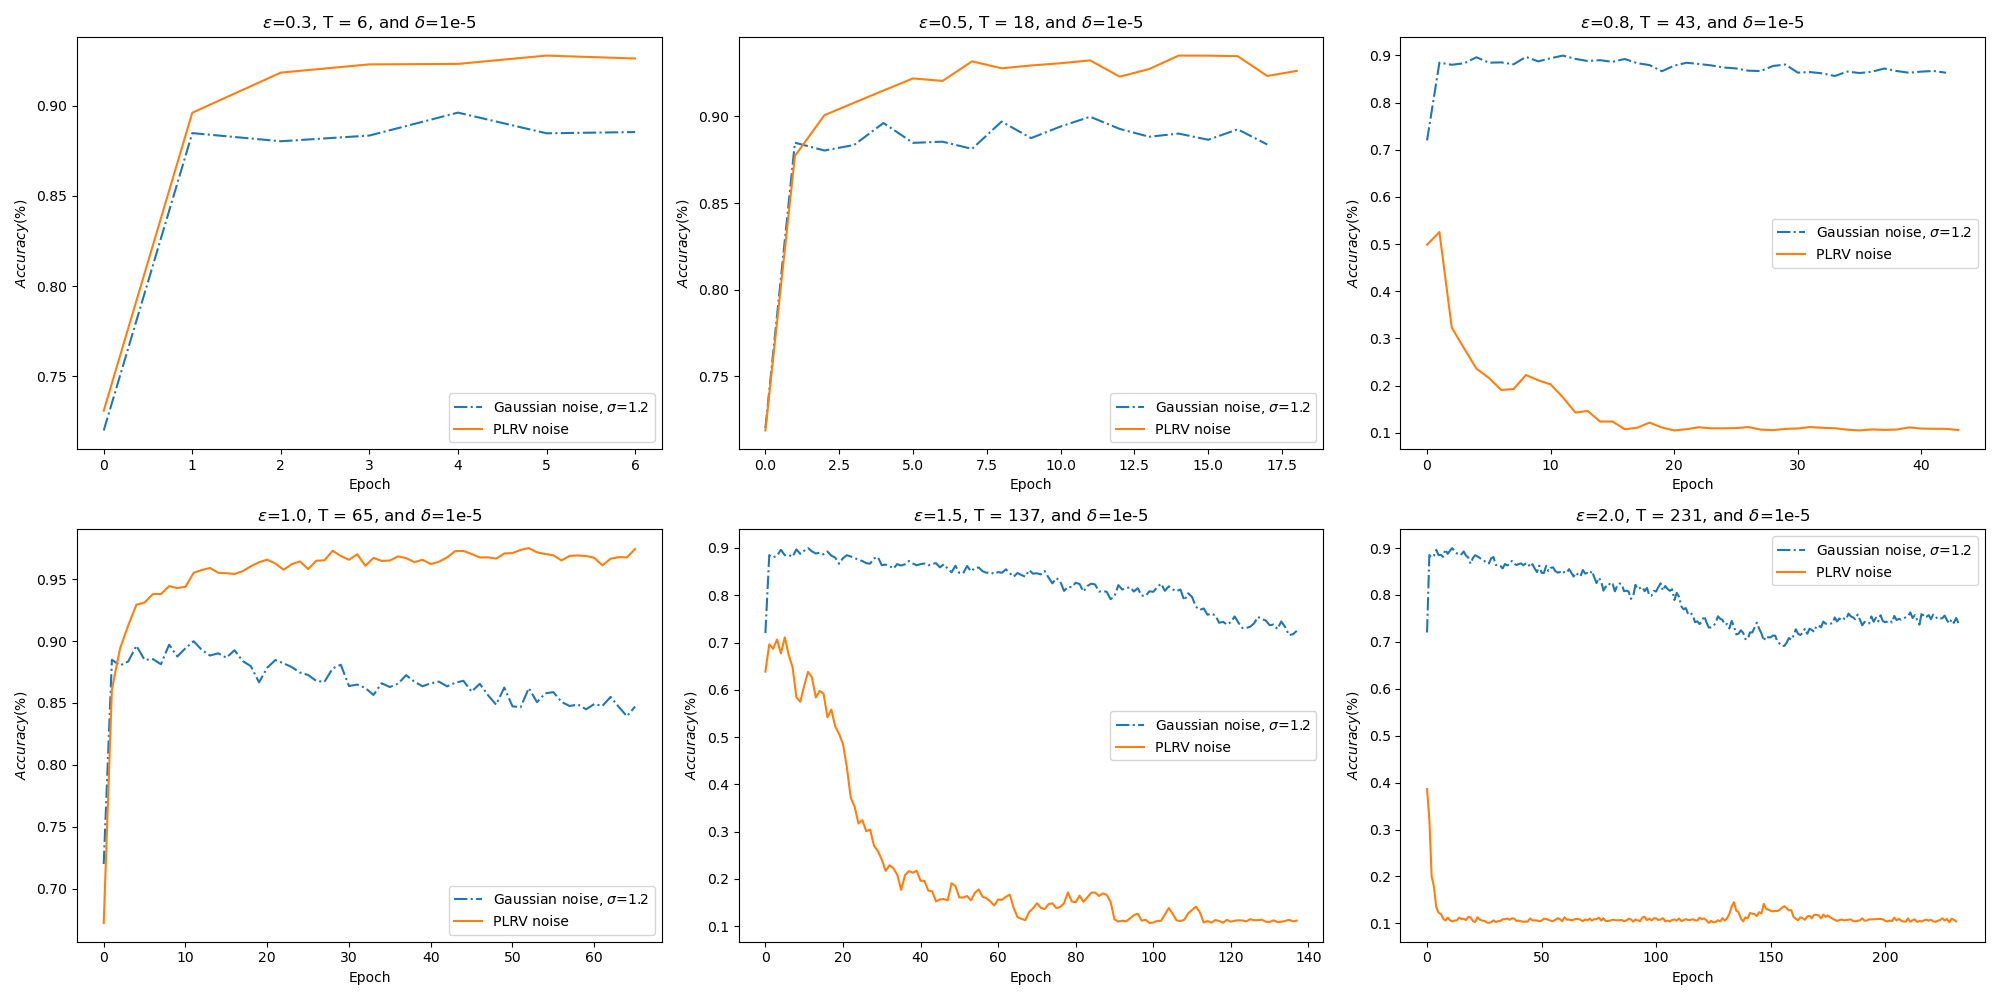 ε=0.3, T = 6, and δ=1e-5
Accuracy(%)
0.90
0.85
0.80
0.75
Gaussian noise, σ=1.2
PLRV noise
0 1 2 3 4 5 6
Epoch
ε=0.5, T = 18, and δ=1e-5
Accuracy(%)
0.90
0.85
0.80
0.75
Gaussian noise, σ=1.2
PLRV noise
0.0 2.5 5.0 7.5 10.0 12.5 15.0 17.5
Epoch
ε=0.8, T = 43, and δ=1e-5
Accuracy(%)
0.9
0.8
0.7
0.6
0.5
0.4
0.3
0.2
0.1
Gaussian noise, σ=1.2
PLRV noise
0 10 20 30 40
Epoch
ε=1.0, T = 65, and δ=1e-5
Accuracy(%)
0.95
0.90
0.85
0.80
0.75
0.70
Gaussian noise, σ=1.2
PLRV noise
0 10 20 30 40 50 60
Epoch
ε=1.5, T = 137, and δ=1e-5
Accuracy(%)
0.9
0.8
0.7
0.6
0.5
0.4
0.3
0.2
0.1
Gaussian noise, σ=1.2
PLRV noise
0 20 40 60 80 100 120 140
Epoch
ε=2.0, T = 231, and δ=1e-5
Accuracy(%)
0.9
0.8
0.7
0.6
0.5
0.4
0.3
0.2
0.1
Gaussian noise, σ=1.2
PLRV noise
0 50 100 150 200
Epoch